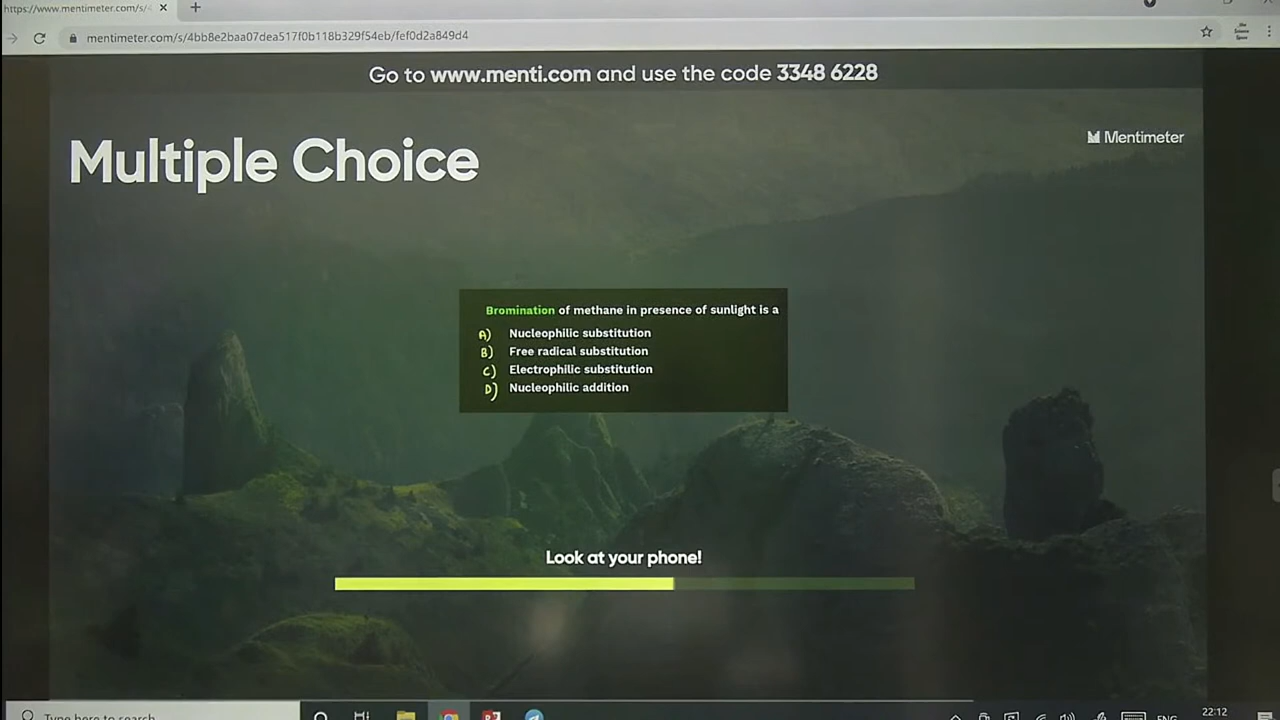 https://www.mentimeter.com/s/
mentimeter.com/s/4bb8e2baa07dea517f0b118b329f54eb/fef0d2a849d4
Go to www.menti.com and use the code 3348 6228
Multiple Choice
Mentimeter
Bromination of methane in presence of sunlight is a
A) Nucleophilic substitution
B) Free radical substitution
C) Electrophilic substitution
D) Nucleophilic addition
Look at your phone!
Type here to search
ENG
22:12